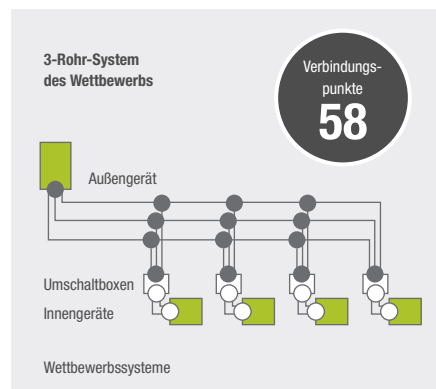 3-Rohr-System
des Wettbewerbs
Verbindungs-
punkte
58
Außengerät
Umschaltboxen
Innengeräte
Wettbewerbssysteme